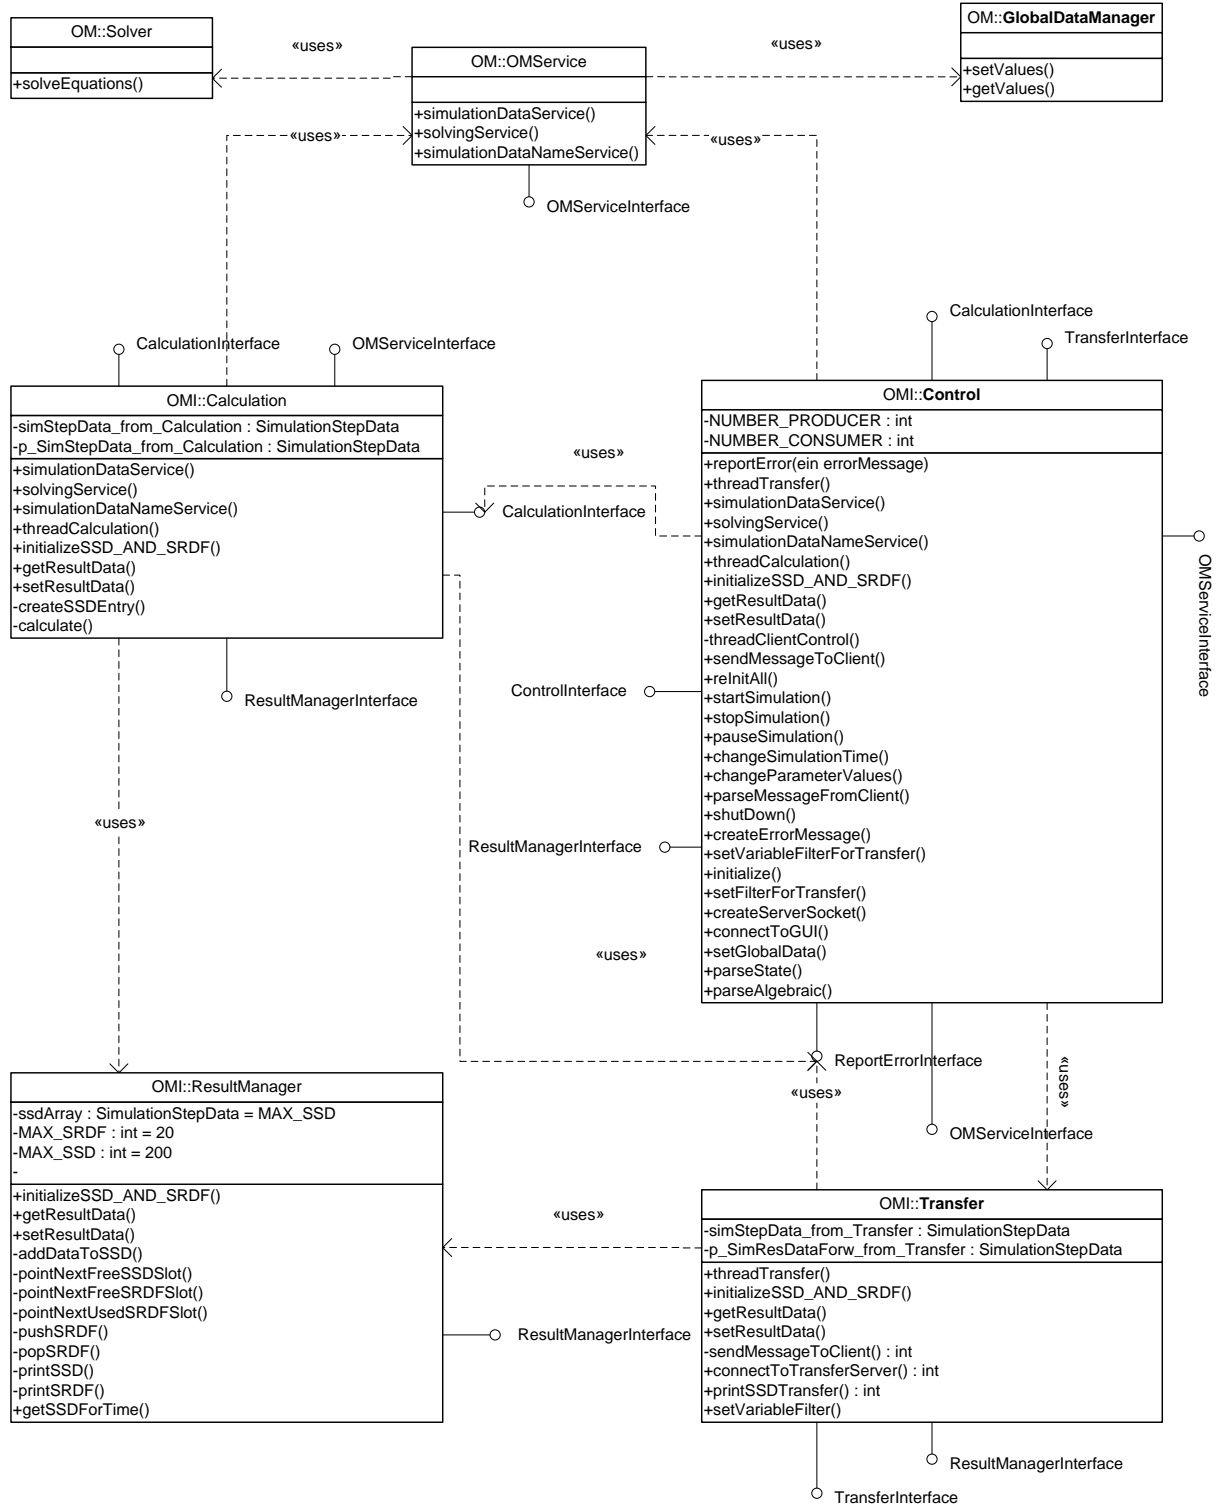 OM::Solver
+solveEquations()
«uses»
OM::OMService
+simulationDataService()
+solvingService()
+simulationDataNameService()
«uses»
OM::GlobalDataManager
+setValues()
+getValues()
«uses»
«uses»
OMServiceInterface
CalculationInterface
OMServiceInterface
CalculationInterface
TransferInterface
OMI::Calculation
-simStepData_from_Calculation : SimulationStepData
-p_SimStepData_from_Calculation : SimulationStepData
+simulationDataService()
+solvingService()
+simulationDataNameService()
+threadCalculation()
+initializeSSD_AND_SRDF()
+getResultData()
+setResultData()
-createSSDEntry()
-calculate()
«uses»
CalculationInterface
ResultManagerInterface
OMI::Control
-NUMBER_PRODUCER : int
-NUMBER_CONSUMER : int
+reportError(ein errorMessage)
+threadTransfer()
+simulationDataService()
+solvingService()
+simulationDataNameService()
+threadCalculation()
+initializeSSD_AND_SRDF()
+getResultData()
+setResultData()
-threadClientControl()
+sendMessageToClient()
+reInitAll()
+startSimulation()
+stopSimulation()
+pauseSimulation()
+changeSimulationTime()
+changeParameterValues()
+parseMessageFromClient()
+shutDown()
+createErrorMessage()
+setVariableFilterForTransfer()
+initialize()
+setFilterForTransfer()
+createServerSocket()
+connectToGUI()
+setGlobalData()
+parseState()
+parseAlgebraic()
OMServiceInterface
ControlInterface
ResultManagerInterface
«uses»
«uses»
ReportErrorInterface
«uses»
«uses»
OMServiceInterface
OMI::ResultManager
-ssdArray : SimulationStepData = MAX_SSD
-MAX_SRDF : int = 20
-MAX_SSD : int = 200
-
+initializeSSD_AND_SRDF()
+getResultData()
+setResultData()
-addDataToSSD()
-pointNextFreeSSDSlot()
-pointNextFreeSRDFSlot()
-pointNextUsedSRDFSlot()
-pushSRDF()
-popSRDF()
-printSSD()
-printSRDF()
+getSSDForTime()
«uses»
ResultManagerInterface
OMI::Transfer
-simStepData_from_Transfer : SimulationStepData
-p_SimResDataForw_from_Transfer : SimulationStepData
+threadTransfer()
+initializeSSD_AND_SRDF()
+getResultData()
+setResultData()
-sendMessageToClient() : int
+connectToTransferServer() : int
+printSSDTransfer() : int
+setVariableFilter()
ResultManagerInterface
TransferInterface